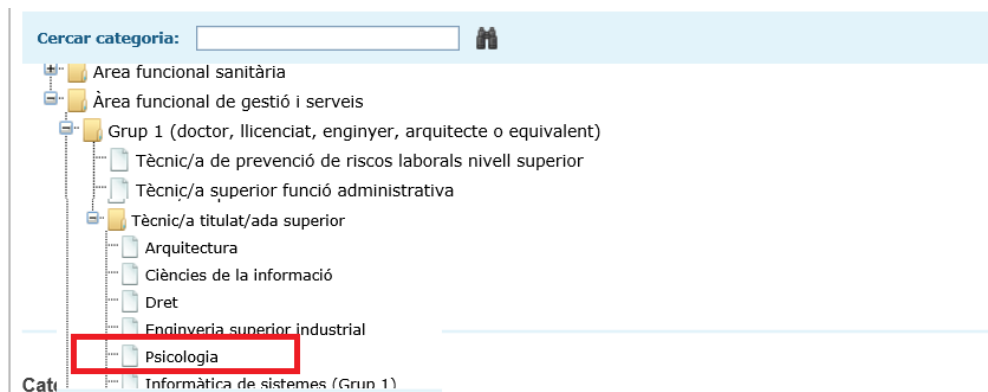 Cercar categoria:
Àrea funcional sanitària
Àrea funcional de gestió i serveis
Grup 1 (doctor, llicenciat, enginyer, arquitecte o equivalent)
Tècnic/a de prevenció de riscos laborals nivell superior
Tècnic/a superior funció administrativa
Tècnic/a titulat/ada superior
Arquitectura
Ciències de la informació
Dret
Enginyeria superior industrial
Psicologia
Cate Informàtica de sistemes (Grup 1)